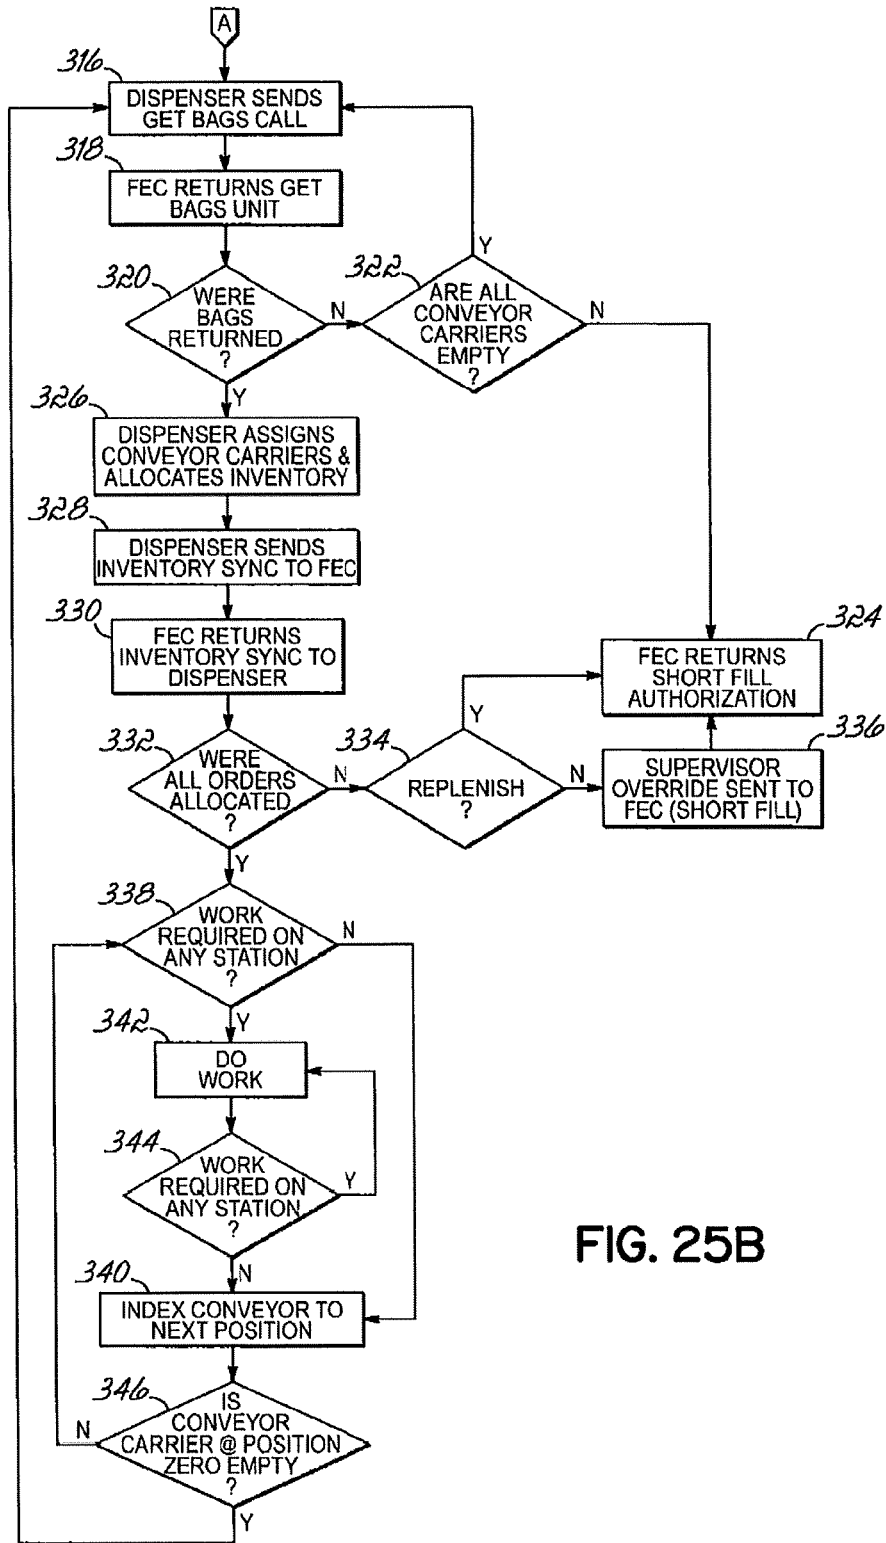 A
316
DISPENSER SENDS
GET BAGS CALL
318
FEC RETURNS GET
BAGS UNIT
320
WERE
BAGS
RETURNED
?
N
Y
322
ARE ALL
CONVEYOR
CARRIERS
EMPTY
?
Y
N
326
DISPENSER ASSIGNS
CONVEYOR CARRIERS &
ALLOCATES INVENTORY
328
DISPENSER SENDS
INVENTORY SYNC TO FEC
330
FEC RETURNS
INVENTORY SYNC TO
DISPENSER
324
FEC RETURNS
SHORT FILL
AUTHORIZATION
332
WERE
ALL ORDERS
ALLOCATED
?
N
Y
334
REPLENISH
?
Y
N
336
SUPERVISOR
OVERRIDE SENT TO
FEC (SHORT FILL)
338
WORK
REQUIRED ON
ANY STATION
?
N
Y
342
DO
WORK
344
WORK
REQUIRED ON
ANY STATION
?
Y
N
340
INDEX CONVEYOR TO
NEXT POSITION
346
IS
CONVEYOR
CARRIER @ POSITION
ZERO EMPTY
?
N
Y
FIG. 25B